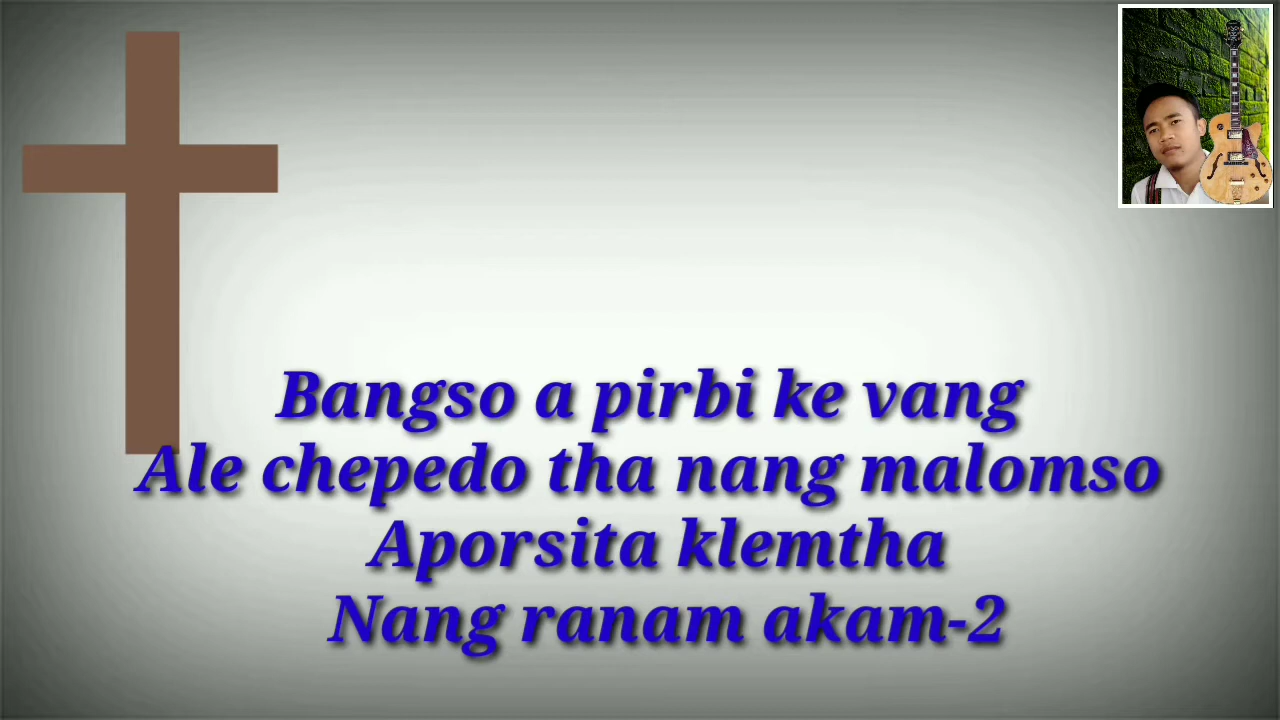 Bangso a pirbi ke vang
Ale chepedo tha nang malomso
Aporsita klemtha
Nang ranam akam-2